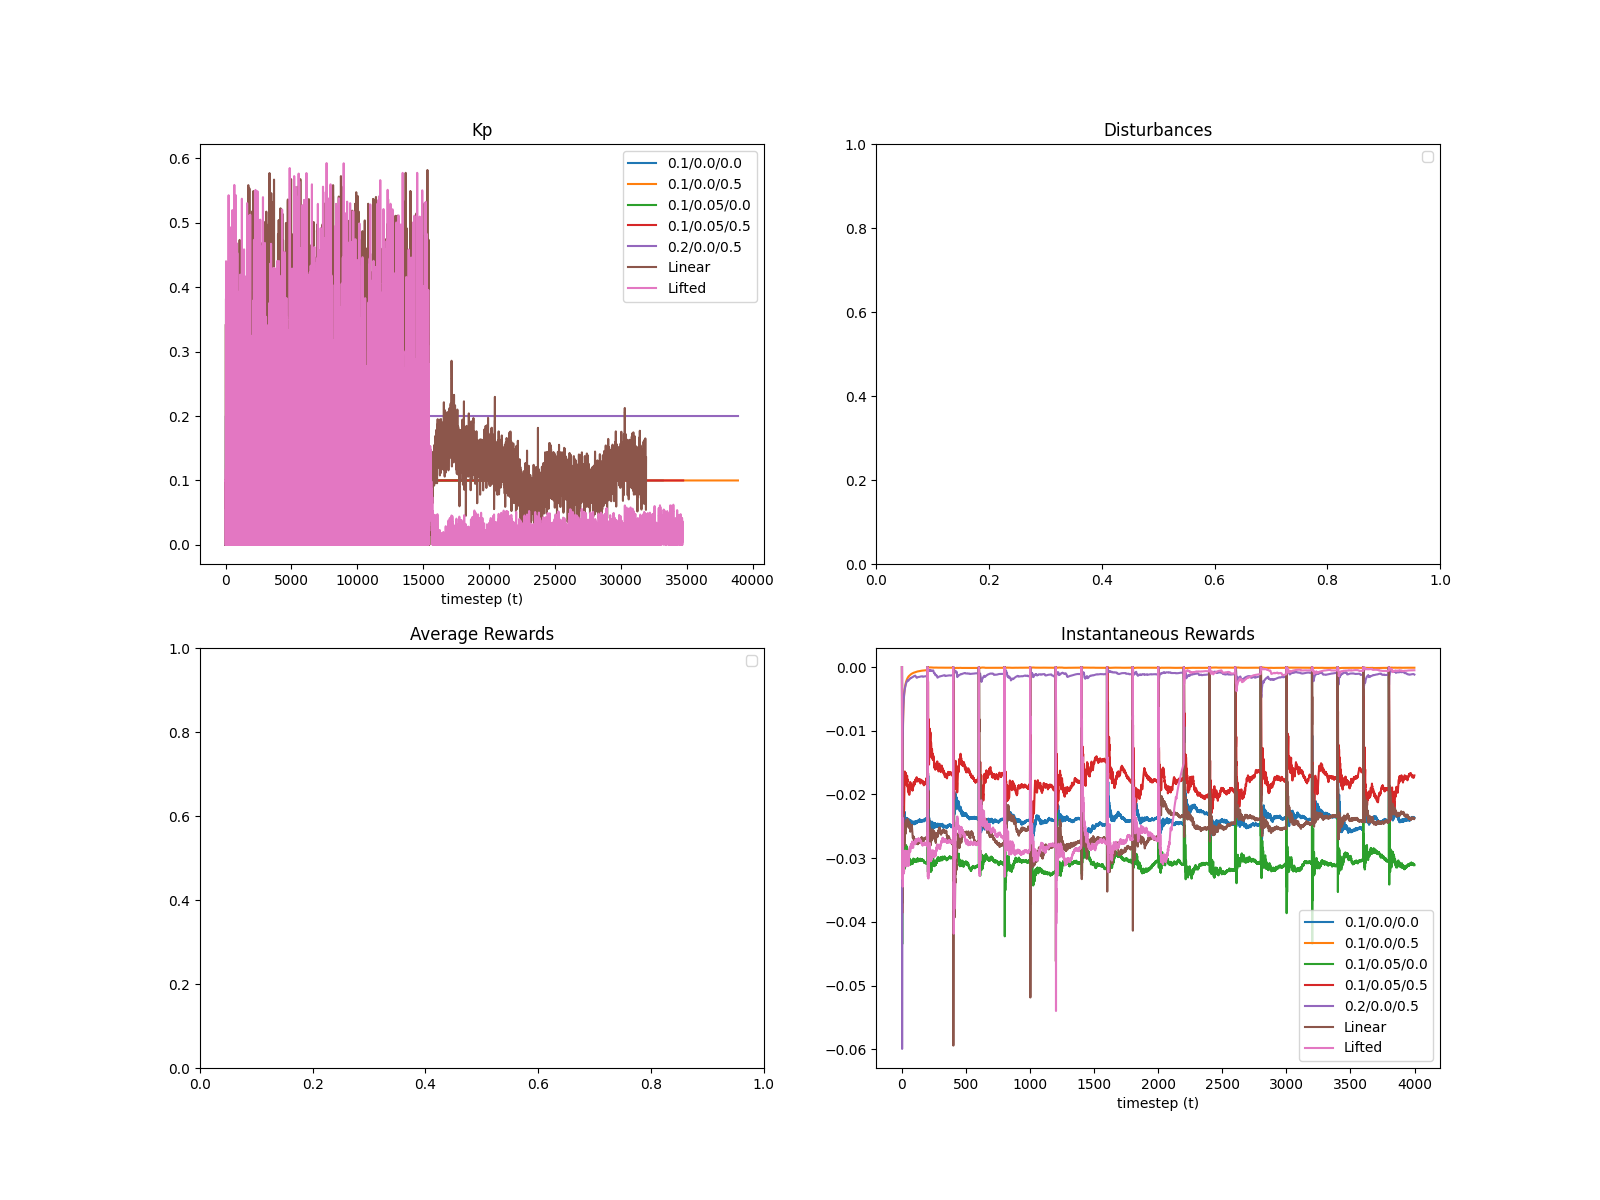 Kp
0.6
0.5
0.4
0.3
0.2
0.1
0.0
0.1/0.0/0.0
0.1/0.0/0.5
0.1/0.05/0.0
0.1/0.05/0.5
0.2/0.0/0.5
Linear
Lifted
0 5000 10000 15000 20000 25000 30000 35000 40000
timestep (t)
Disturbances
1.0
0.8
0.6
0.4
0.2
0.0
0.0 0.2 0.4 0.6 0.8 1.0
Average Rewards
1.0
0.8
0.6
0.4
0.2
0.0
0.0 0.2 0.4 0.6 0.8 1.0
Instantaneous Rewards
0.00
−0.01
−0.02
−0.03
−0.04
−0.05
−0.06
0.1/0.0/0.0
0.1/0.0/0.5
0.1/0.05/0.0
0.1/0.05/0.5
0.2/0.0/0.5
Linear
Lifted
0 500 1000 1500 2000 2500 3000 3500 4000
timestep (t)